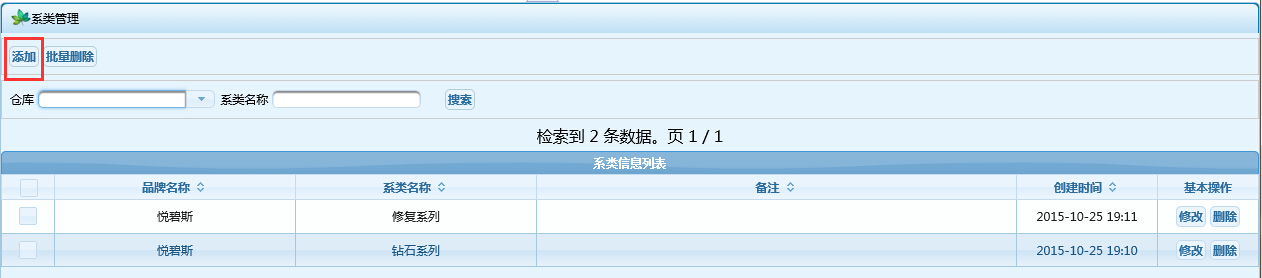 系类管理
添加 批量删除
仓库 系类名称 搜索
检索到 2 条数据。页 1 / 1
系类信息列表
品牌名称 系类名称 备注 创建时间 基本操作
悦碧斯 修复系列 2015-10-25 19:11 修改 删除
悦碧斯 钻石系列 2015-10-25 19:10 修改 删除